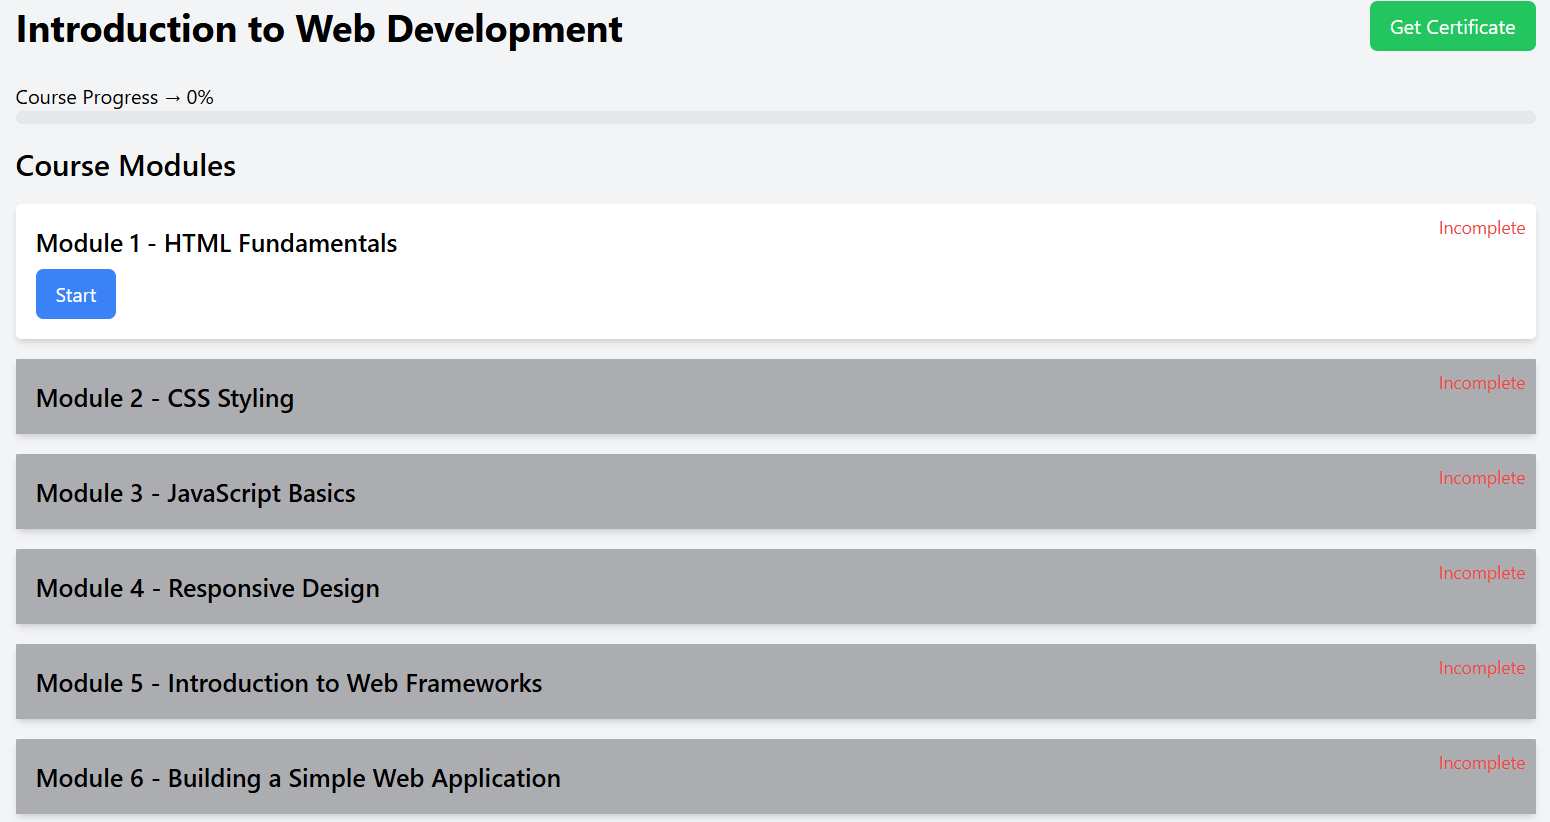 Introduction to Web Development
Get Certificate
Course Progress → 0%
Course Modules
Module 1 - HTML Fundamentals
Incomplete
Start
Module 2 - CSS Styling
Incomplete
Module 3 - JavaScript Basics
Incomplete
Module 4 - Responsive Design
Incomplete
Module 5 - Introduction to Web Frameworks
Incomplete
Module 6 - Building a Simple Web Application
Incomplete